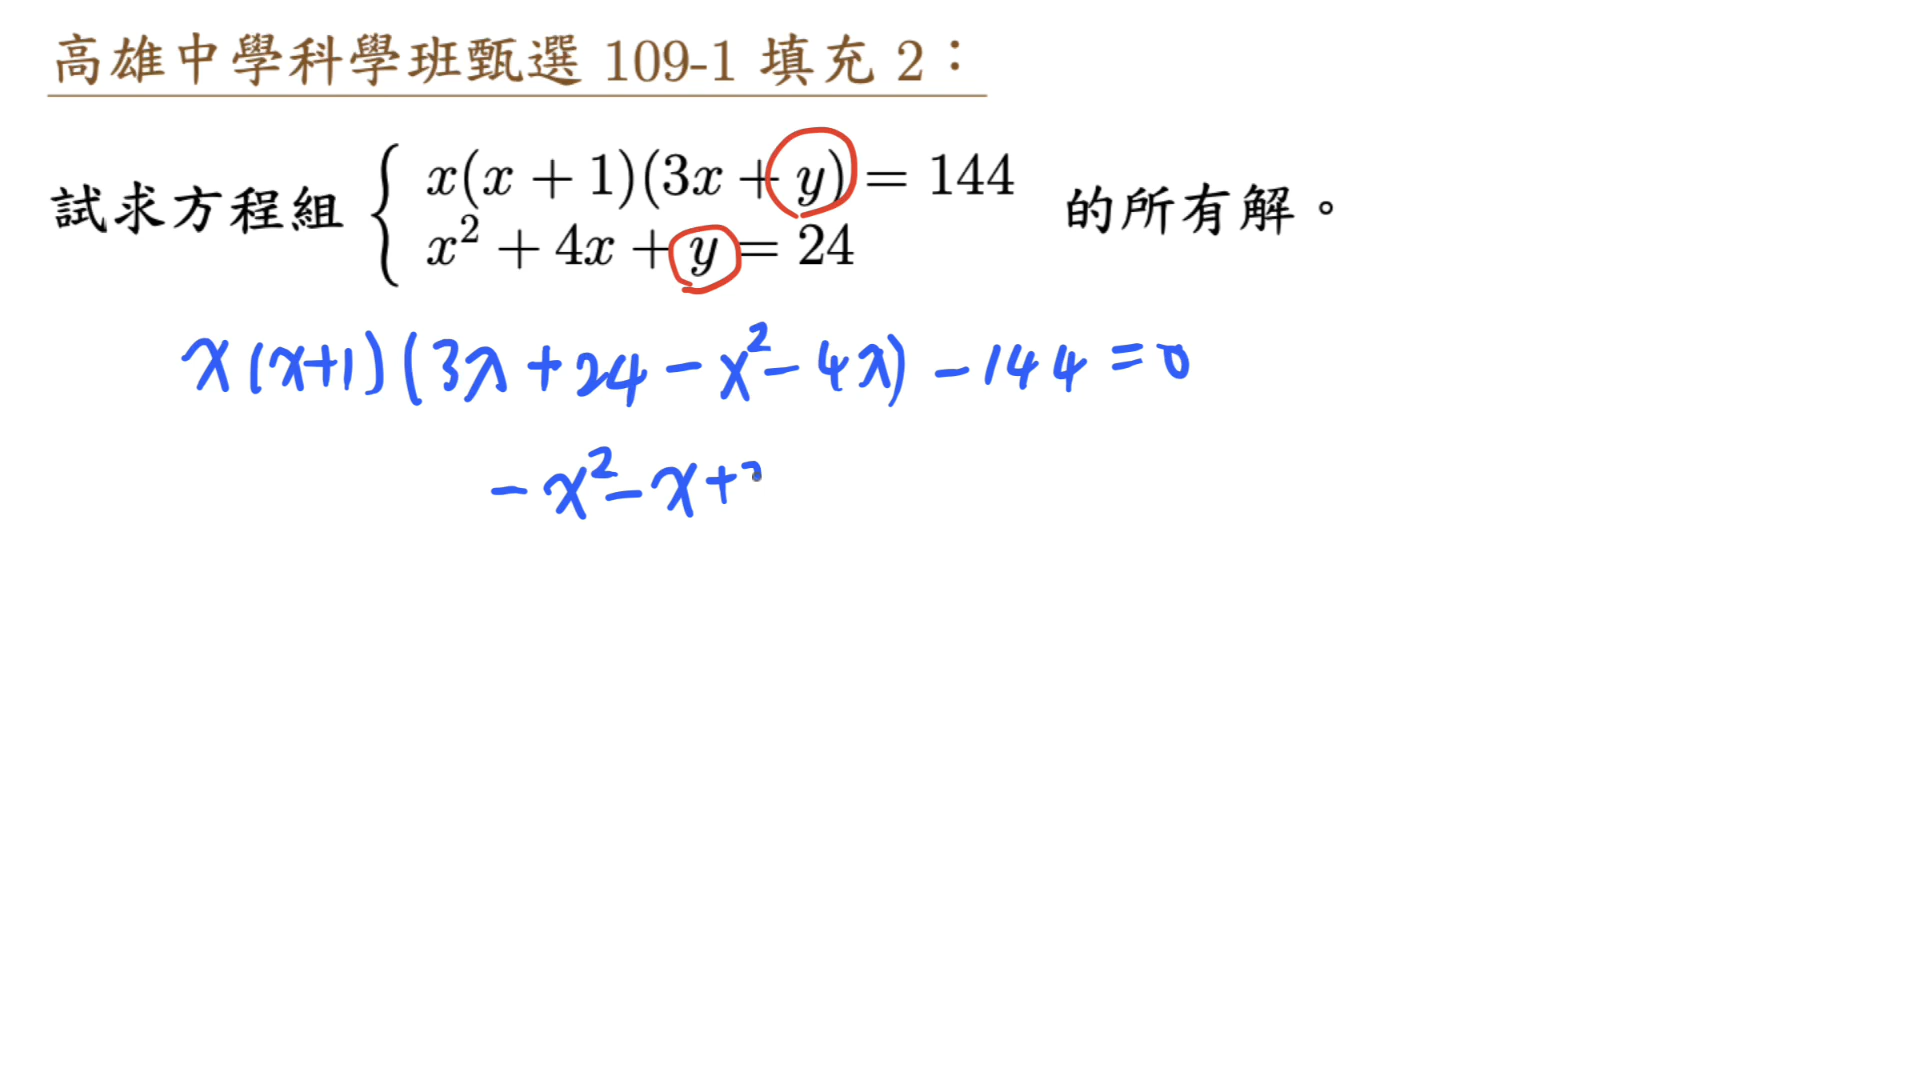 高雄中學科學班甄選 109-1 填充 2：
試求方程組 { x(x + 1)(3x + y) = 144
x² + 4x + y = 24 的所有解。
x(x+1)(3x+24-x²-4x)-144=0
-x²-x+